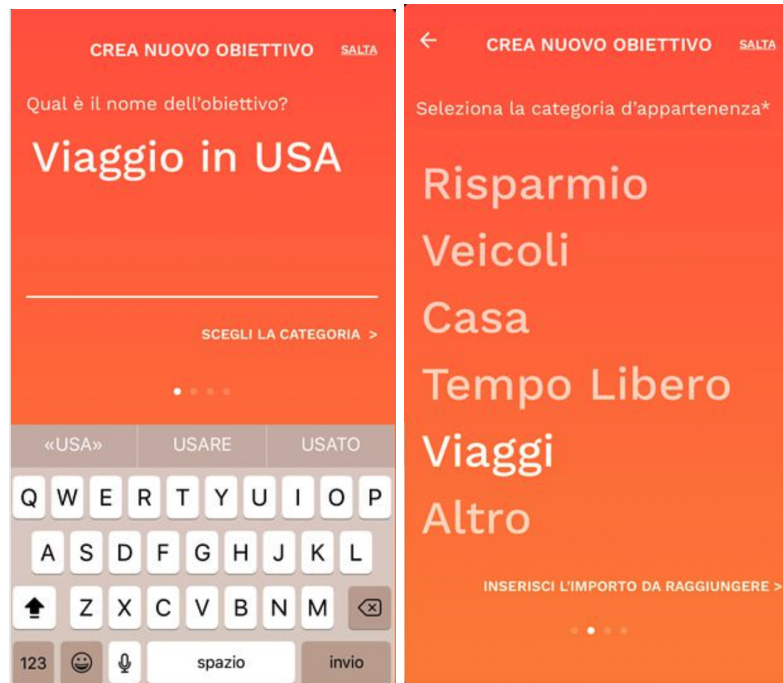 CREA NUOVO OBIETTIVO SALTA
Qual è il nome dell'obiettivo?
Viaggio in USA
SCEGLI LA CATEGORIA >
«USA» USARE USATO
Q W E R T Y U I O P
A S D F G H J K L
Z X C V B N M
123 spazio invio
CREA NUOVO OBIETTIVO SALTA
Seleziona la categoria d'appartenenza*
Risparmio
Veicoli
Casa
Tempo Libero
Viaggi
Altro
INSERISCI L'IMPORTO DA RAGGIUNGERE >